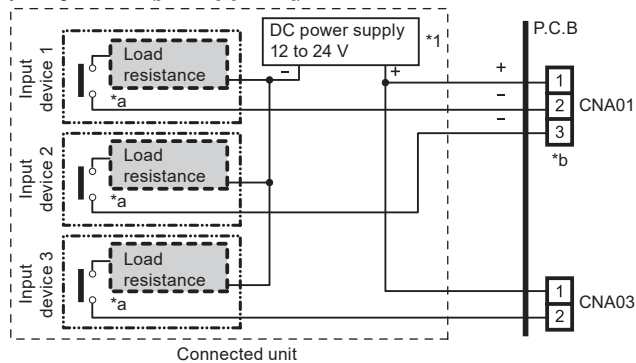 DC power supply
12 to 24 V
*1
P.C.B
Input
device 1
Load
resistance
*a
–
+
+
–
–
1
2
3
CNA01
*b
Input
device 2
Load
resistance
*a
Input
device 3
Load
resistance
*a
1
2
CNA03
Connected unit